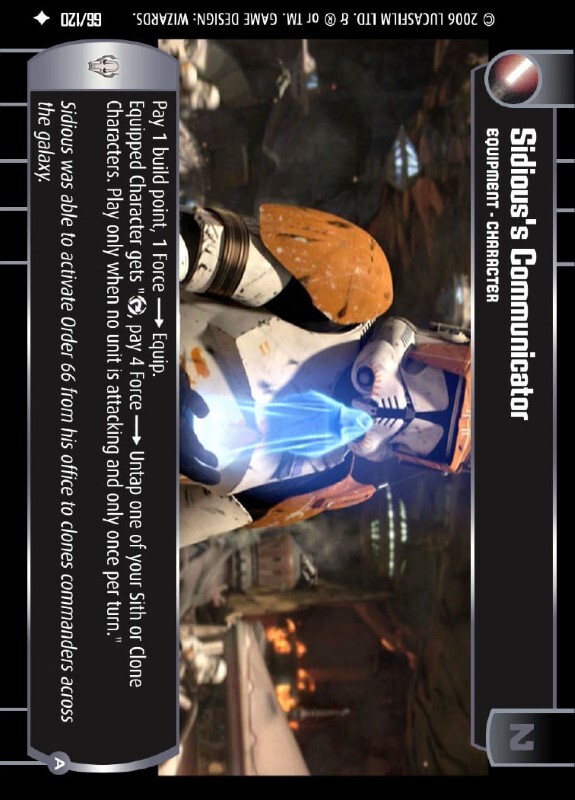 Sidious's Communicator
EQUIPMENT - CHARACTER
N
Pay 1 build point, 1 Force → Equip.
Equipped Character gets " , pay 4 Force → Untap one of your Sith or Clone
Characters. Play only when no unit is attacking and only once per turn."
Sidious was able to activate Order 66 from his office to clones commanders across
the galaxy.
A
© 2006 LUCASFILM LTD. & ® or TM. GAME DESIGN: WIZARDS.
66/120